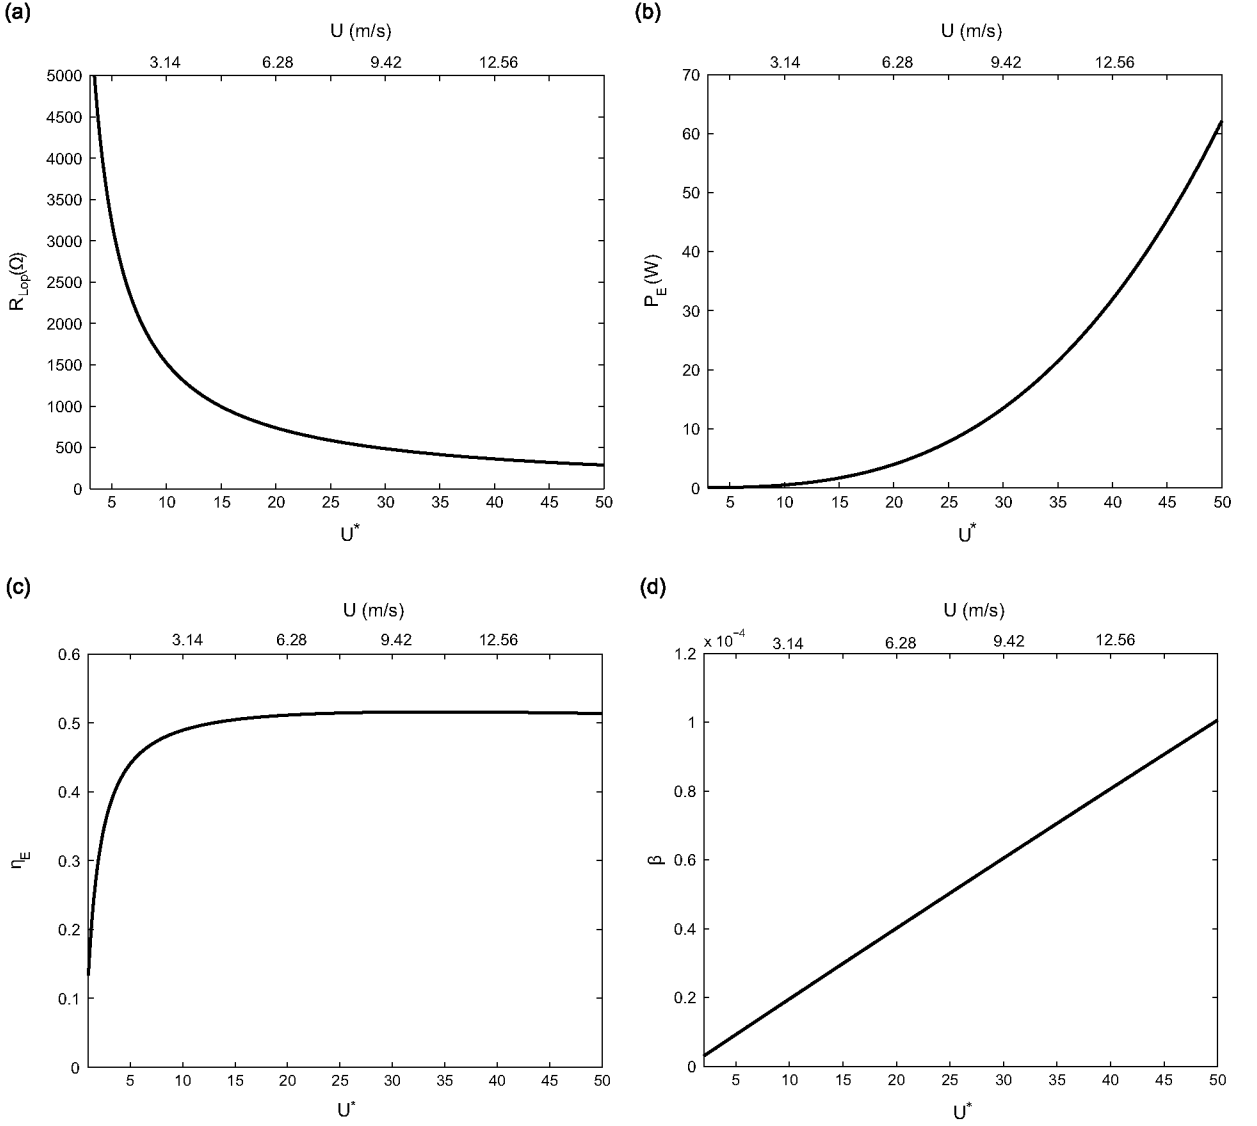 (a)
U (m/s)
3.14 6.28 9.42 12.56
5000
4500
4000
3500
3000
2500
2000
1500
1000
500
0
R_Lop(Ω)
5 10 15 20 25 30 35 40 45 50
U*
(b)
U (m/s)
3.14 6.28 9.42 12.56
70
60
50
40
30
20
10
0
P_E (W)
5 10 15 20 25 30 35 40 45 50
U*
(c)
U (m/s)
3.14 6.28 9.42 12.56
0.6
0.5
0.4
0.3
0.2
0.1
0
η_E
5 10 15 20 25 30 35 40 45 50
U*
(d)
U (m/s)
x 10⁻⁴ 3.14 6.28 9.42 12.56
1.2
1
0.8
0.6
0.4
0.2
0
β
5 10 15 20 25 30 35 40 45 50
U*